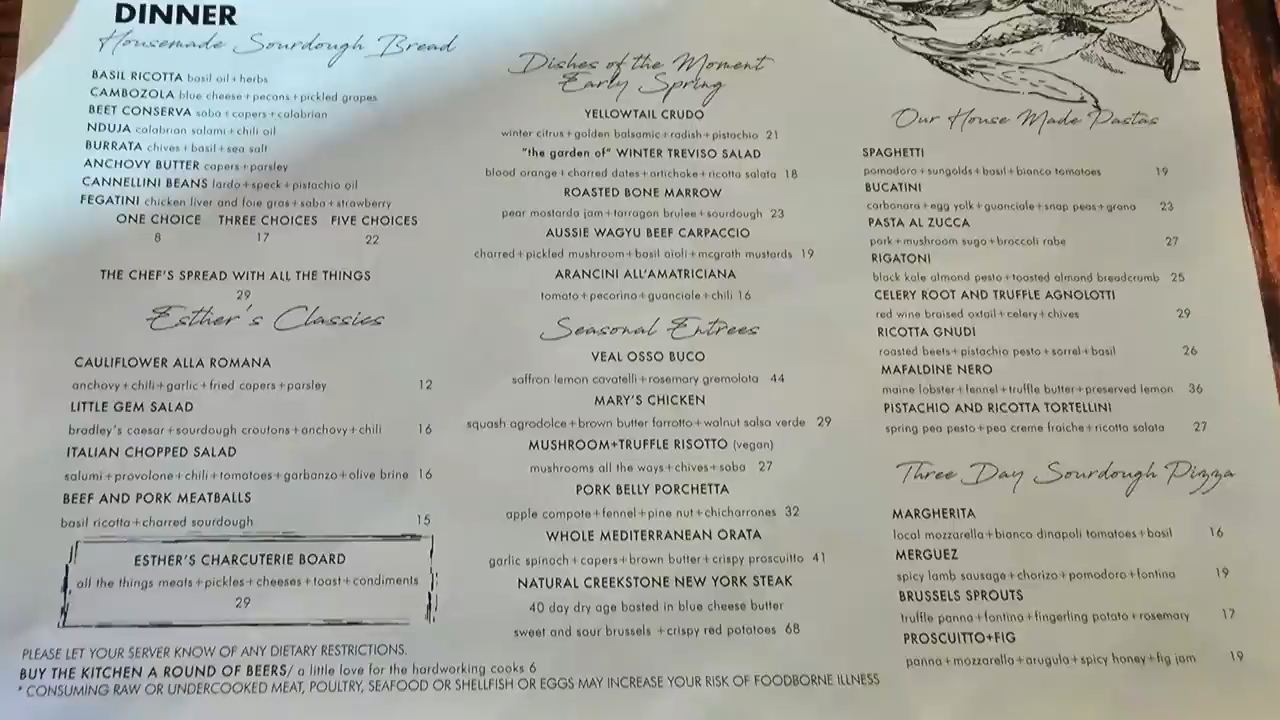 DINNER
Housemade Sourdough Bread
BASIL RICOTTA basil oil + herbs
CAMBOZOLA blue cheese + pecans + pickled grapes
BEET CONSERVA saba + capers + calabrian
NDUJA calabrian salami + chili oil
BURRATA chives + basil + sea salt
ANCHOVY BUTTER capers + parsley
CANNELLINI BEANS lardo + speck + pistachio oil
FEGATINI chicken liver and foie gras + saba + strawberry
ONE CHOICE THREE CHOICES FIVE CHOICES
8 17 22
THE CHEF'S SPREAD WITH ALL THE THINGS
29
Esther's Classics
CAULIFLOWER ALLA ROMANA
anchovy + chili + garlic + fried capers + parsley 12
LITTLE GEM SALAD
bradley's caesar + sourdough croutons + anchovy + chili 16
ITALIAN CHOPPED SALAD
salumi + provolone + chili + tomatoes + garbanzo + olive brine 16
BEEF AND PORK MEATBALLS
basil ricotta + charred sourdough 15
ESTHER'S CHARCUTERIE BOARD
all the things meats + pickles + cheeses + toast + condiments
29
Dishes of the Moment
Early Spring
YELLOWTAIL CRUDO
winter citrus + golden balsamic + radish + pistachio 21
"the garden of" WINTER TREVISO SALAD
blood orange + charred dates + artichoke + ricotta salata 18
ROASTED BONE MARROW
pear mostarda jam + tarragon brulee + sourdough 23
AUSSIE WAGYU BEEF CARPACCIO
charred + pickled mushroom + basil aioli + mcgrath mustards 19
ARANCINI ALL'AMATRICIANA
tomato + pecorino + guanciale + chili 16
Seasonal Entrees
VEAL OSSO BUCO
saffron lemon cavatelli + rosemary gremolata 44
MARY'S CHICKEN
squash agrodolce + brown butter farrotto + walnut salsa verde 29
MUSHROOM+TRUFFLE RISOTTO (vegan)
mushrooms all the ways + chives + saba 27
PORK BELLY PORCHETTA
apple compote + fennel + pine nut + chicharrones 32
WHOLE MEDITERRANEAN ORATA
garlic spinach + capers + brown butter + crispy proscuitto 41
NATURAL CREEKSTONE NEW YORK STEAK
40 day dry age basted in blue cheese butter
sweet and sour brussels + crispy red potatoes 68
Our House Made Pastas
SPAGHETTI
pomodoro + sungolds + basil + bianco tomatoes 19
BUCATINI
carbonara + egg yolk + guanciale + snap peas + grana 23
PASTA AL ZUCCA
pork + mushroom sugo + broccoli rabe 27
RIGATONI
black kale almond pesto + toasted almond breadcrumb 25
CELERY ROOT AND TRUFFLE AGNOLOTTI
red wine braised oxtail + celery + chives 29
RICOTTA GNUDI
roasted beets + pistachio pesto + sorrel + basil 26
MAFALDINE NERO
maine lobster + fennel + truffle butter + preserved lemon 36
PISTACHIO AND RICOTTA TORTELLINI
spring pea pesto + pea creme fraiche + ricotta salata 27
Three Day Sourdough Pizza
MARGHERITA
local mozzarella + bianco dinapoli tomatoes + basil 16
MERGUEZ
spicy lamb sausage + chorizo + pomodoro + fontina 19
BRUSSELS SPROUTS
truffle panna + fontina + fingerling potato + rosemary 17
PROSCUITTO+FIG
panna + mozzarella + arugula + spicy honey + fig jam 19
PLEASE LET YOUR SERVER KNOW OF ANY DIETARY RESTRICTIONS.
BUY THE KITCHEN A ROUND OF BEERS/ a little love for the hardworking cooks 6
* CONSUMING RAW OR UNDERCOOKED MEAT, POULTRY, SEAFOOD OR SHELLFISH OR EGGS MAY INCREASE YOUR RISK OF FOODBORNE ILLNESS